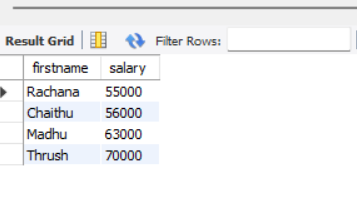 Result Grid Filter Rows:
firstname salary
Rachana 55000
Chaithu 56000
Madhu 63000
Thrush 70000